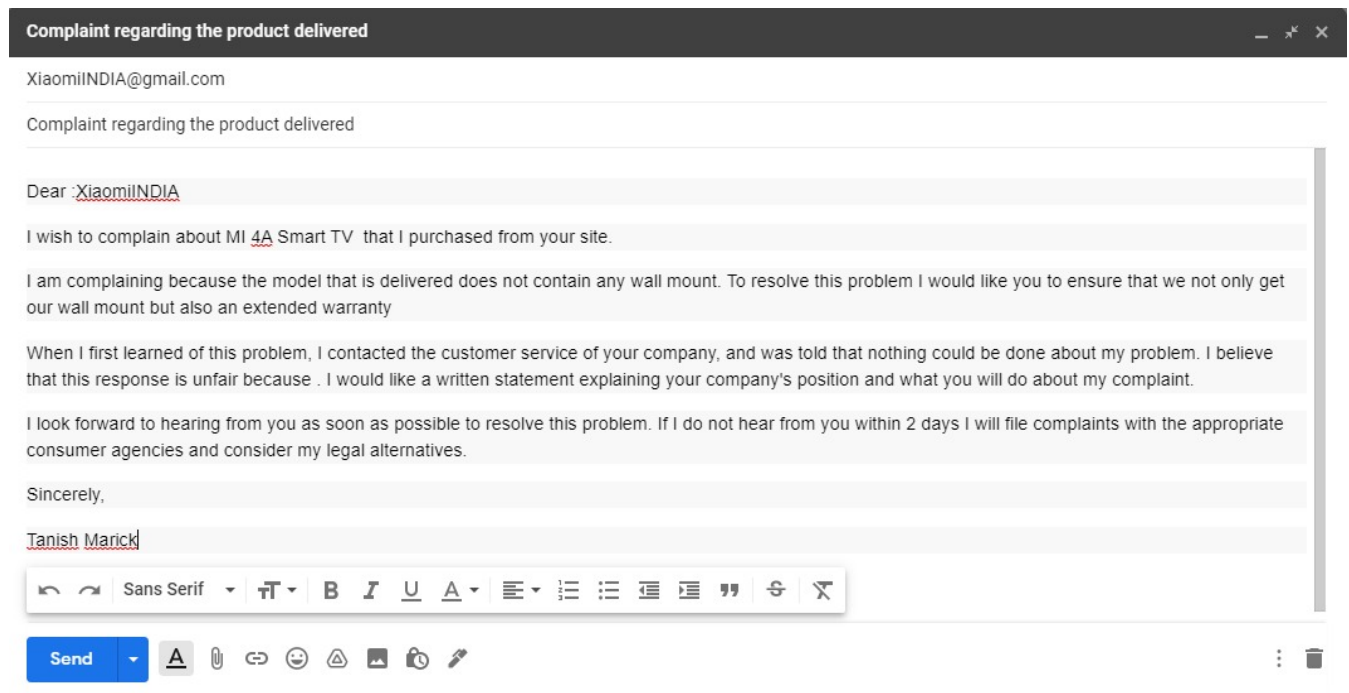 Complaint regarding the product delivered
XiaomiINDIA@gmail.com
Complaint regarding the product delivered
Dear :XiaomiINDIA
I wish to complain about MI 4A Smart TV  that I purchased from your site.
I am complaining because the model that is delivered does not contain any wall mount. To resolve this problem I would like you to ensure that we not only get
our wall mount but also an extended warranty
When I first learned of this problem, I contacted the customer service of your company, and was told that nothing could be done about my problem. I believe
that this response is unfair because . I would like a written statement explaining your company's position and what you will do about my complaint.
I look forward to hearing from you as soon as possible to resolve this problem. If I do not hear from you within 2 days I will file complaints with the appropriate
consumer agencies and consider my legal alternatives.
Sincerely,
Tanish Marick
Sans Serif
Send